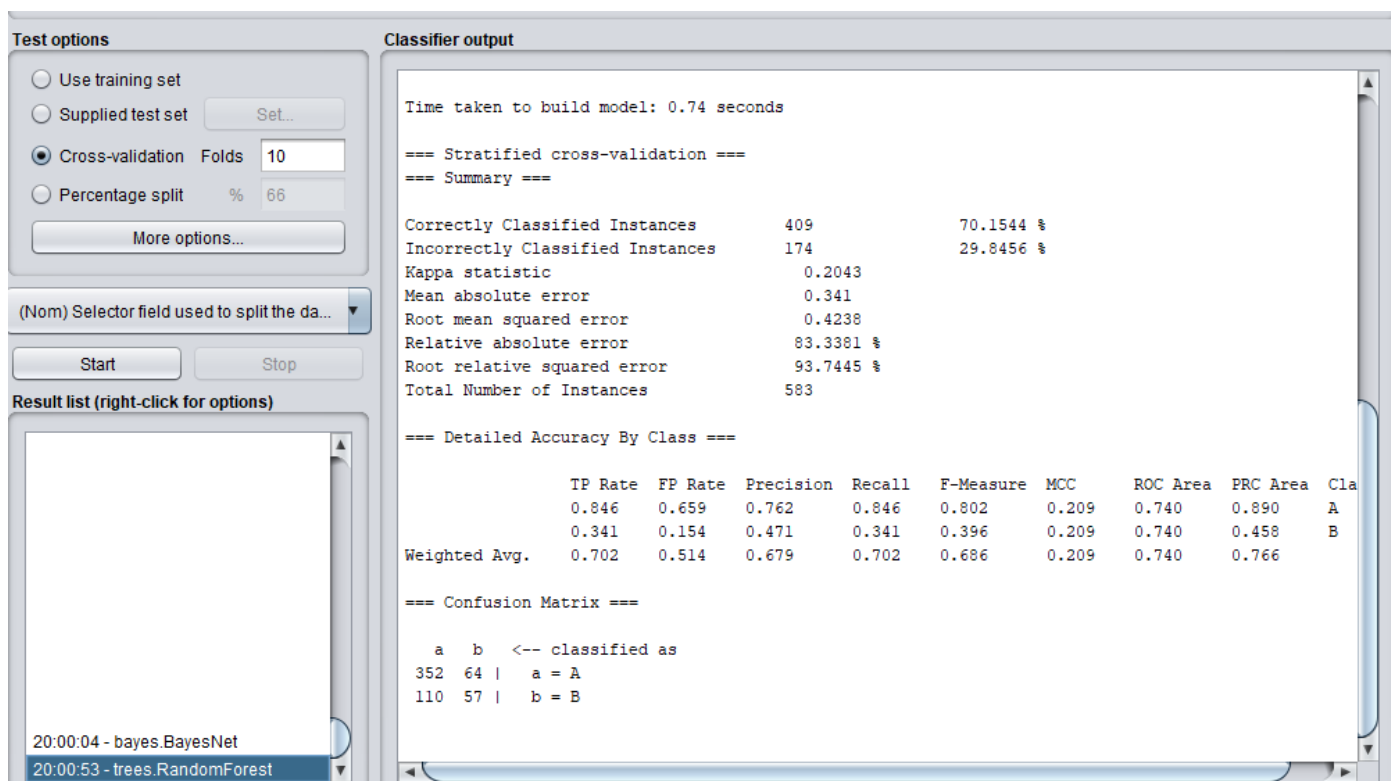 Test options
Use training set
Supplied test set Set...
Cross-validation Folds 10
Percentage split % 66
More options...
(Nom) Selector field used to split the da...
Start Stop
Result list (right-click for options)
20:00:04 - bayes.BayesNet
20:00:53 - trees.RandomForest
Classifier output
Time taken to build model: 0.74 seconds
=== Stratified cross-validation ===
=== Summary ===
Correctly Classified Instances 409 70.1544 %
Incorrectly Classified Instances 174 29.8456 %
Kappa statistic 0.2043
Mean absolute error 0.341
Root mean squared error 0.4238
Relative absolute error 83.3381 %
Root relative squared error 93.7445 %
Total Number of Instances 583
=== Detailed Accuracy By Class ===
TP Rate FP Rate Precision Recall F-Measure MCC ROC Area PRC Area Cla
0.846 0.659 0.762 0.846 0.802 0.209 0.740 0.890 A
0.341 0.154 0.471 0.341 0.396 0.209 0.740 0.458 B
Weighted Avg. 0.702 0.514 0.679 0.702 0.686 0.209 0.740 0.766
=== Confusion Matrix ===
a b <-- classified as
352 64 | a = A
110 57 | b = B